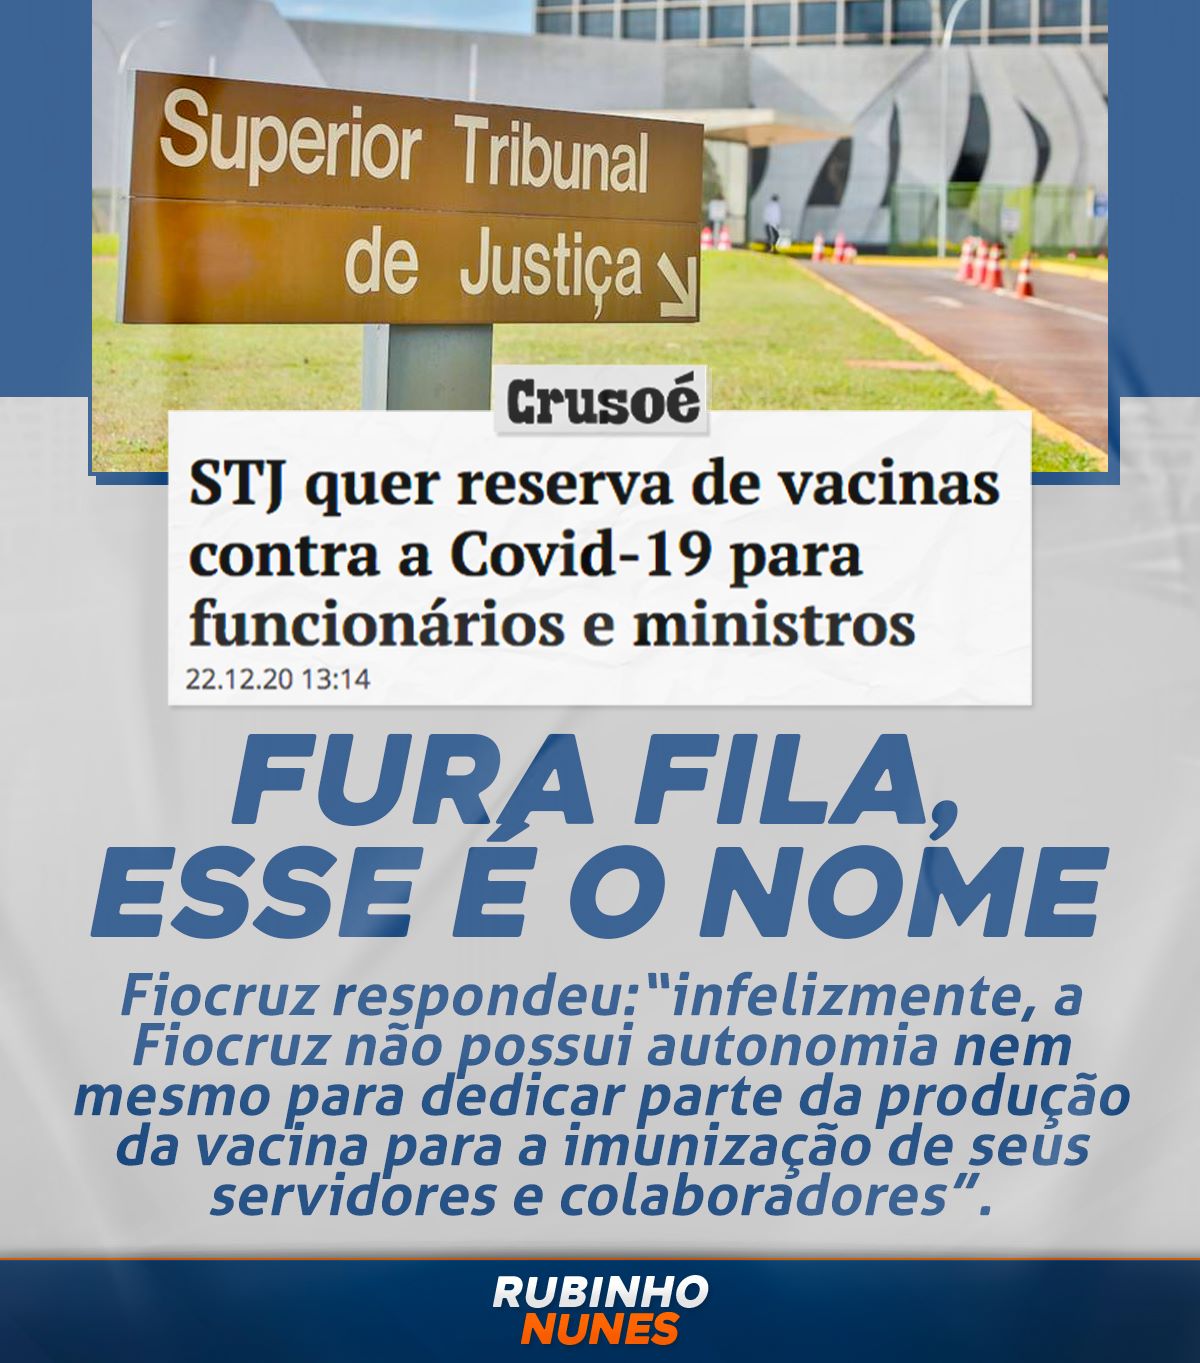 Superior Tribunal
de Justiça
Crusoé
STJ quer reserva de vacinas
contra a Covid-19 para
funcionários e ministros
22.12.20 13:14
FURA FILA,
ESSE É O NOME
Fiocruz respondeu:“infelizmente, a
Fiocruz não possui autonomia nem
mesmo para dedicar parte da produção
da vacina para a imunização de seus
servidores e colaboradores”.
RUBINHO
NUNES